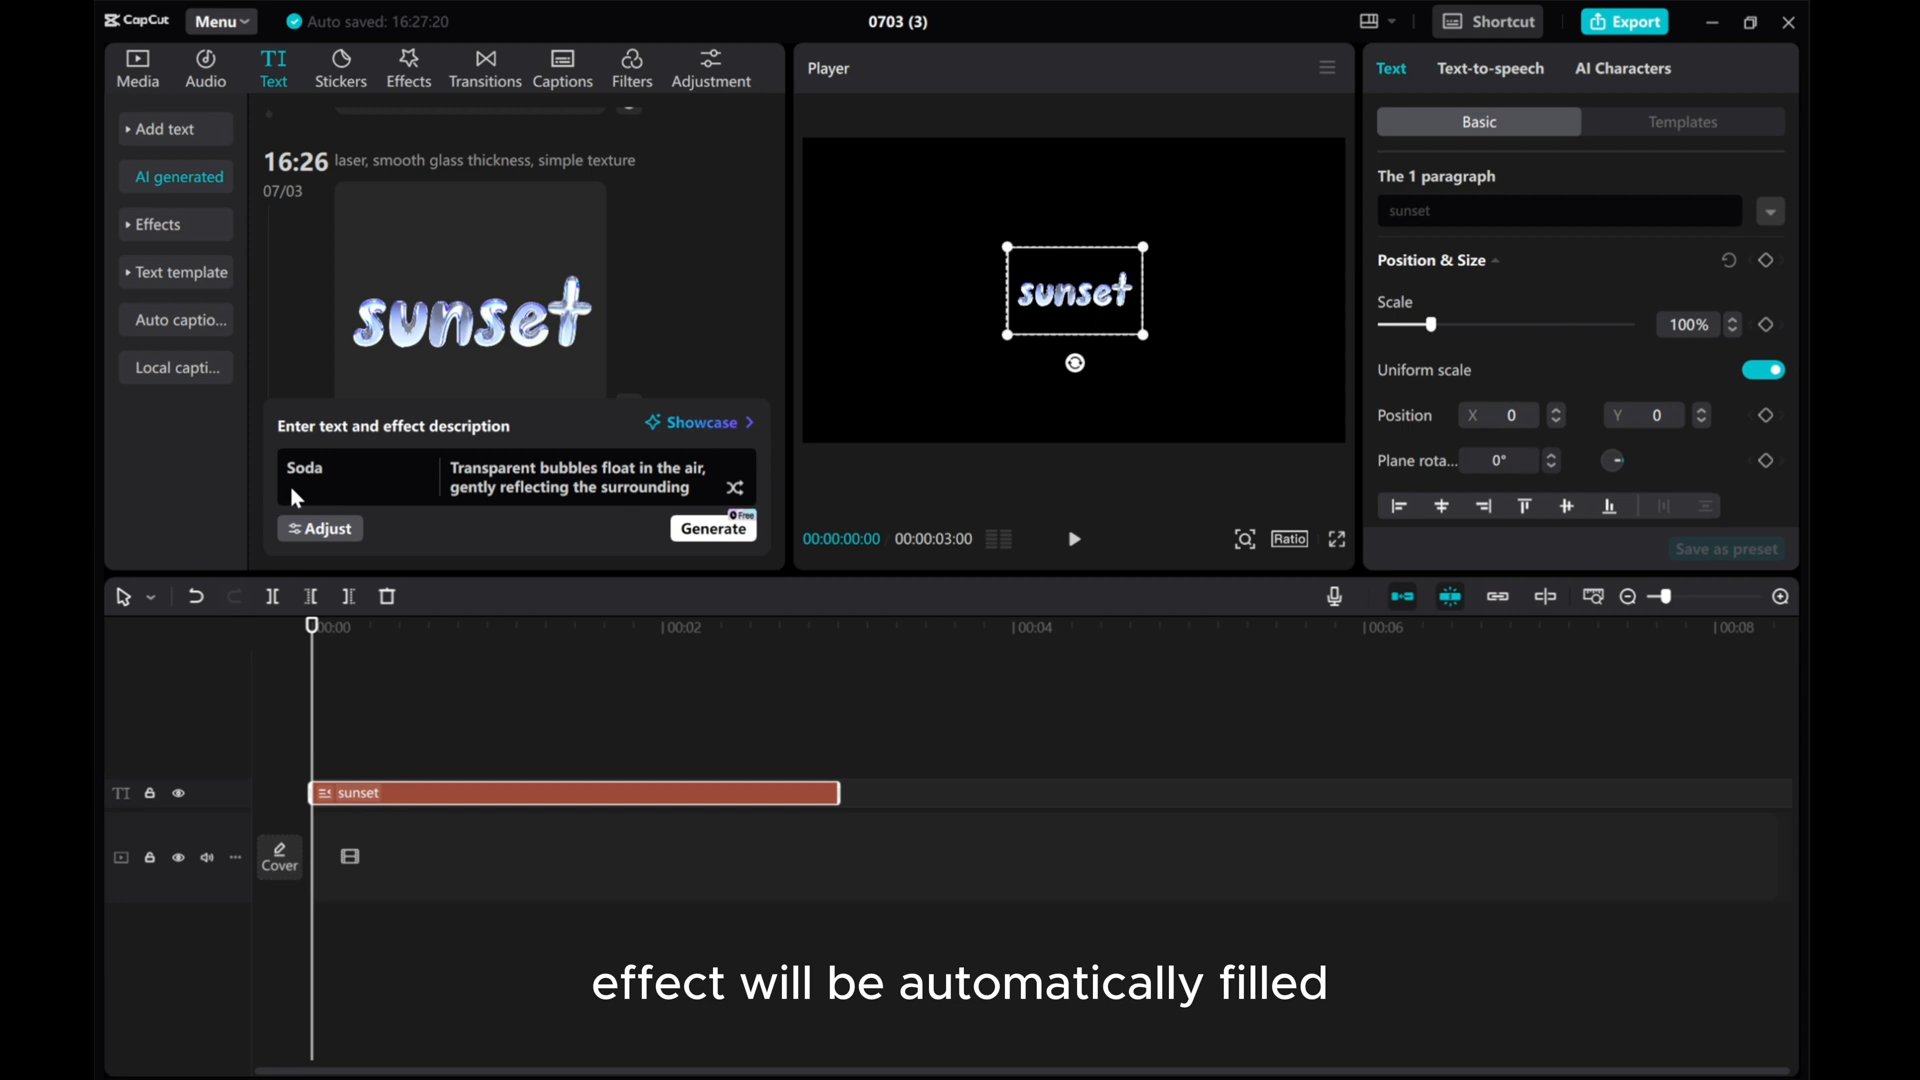 CapCut Menu Auto saved: 16:27:20 0703 (3) Shortcut Export
Media Audio Text Stickers Effects Transitions Captions Filters Adjustment
Add text
AI generated
Effects
Text template
Auto captio...
Local capti...
16:26 laser, smooth glass thickness, simple texture
07/03
sunset
Enter text and effect description Showcase
Soda
Transparent bubbles float in the air,
gently reflecting the surrounding
Adjust
Free
Generate
Player
sunset
00:00:00:00 00:00:03:00 Ratio
Text Text-to-speech AI Characters
Basic Templates
The 1 paragraph
sunset
Position & Size
Scale
100%
Uniform scale
Position X 0 Y 0
Plane rota... 0°
Save as preset
00:00 00:02 00:04 00:06 00:08
TI
sunset
Cover
effect will be automatically filled